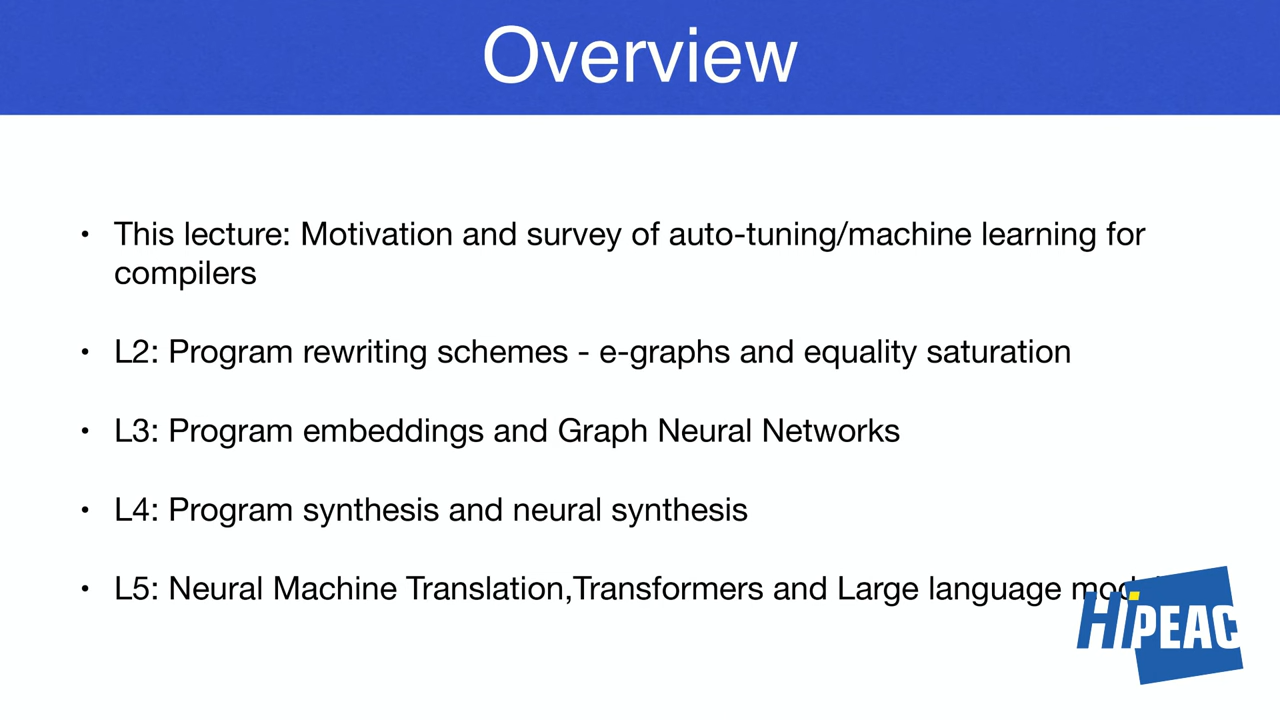 Overview
• This lecture: Motivation and survey of auto-tuning/machine learning for
compilers
• L2: Program rewriting schemes - e-graphs and equality saturation
• L3: Program embeddings and Graph Neural Networks
• L4: Program synthesis and neural synthesis
• L5: Neural Machine Translation,Transformers and Large language
HiPEAC